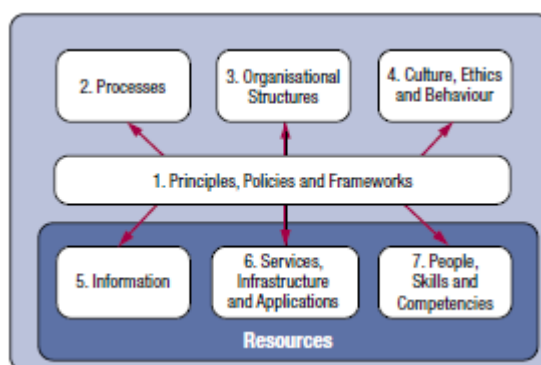 2. Processes
3. Organisational
Structures
4. Culture, Ethics
and Behaviour
1. Principles, Policies and Frameworks
5. Information
6. Services,
Infrastructure
and Applications
7. People,
Skills and
Competencies
Resources